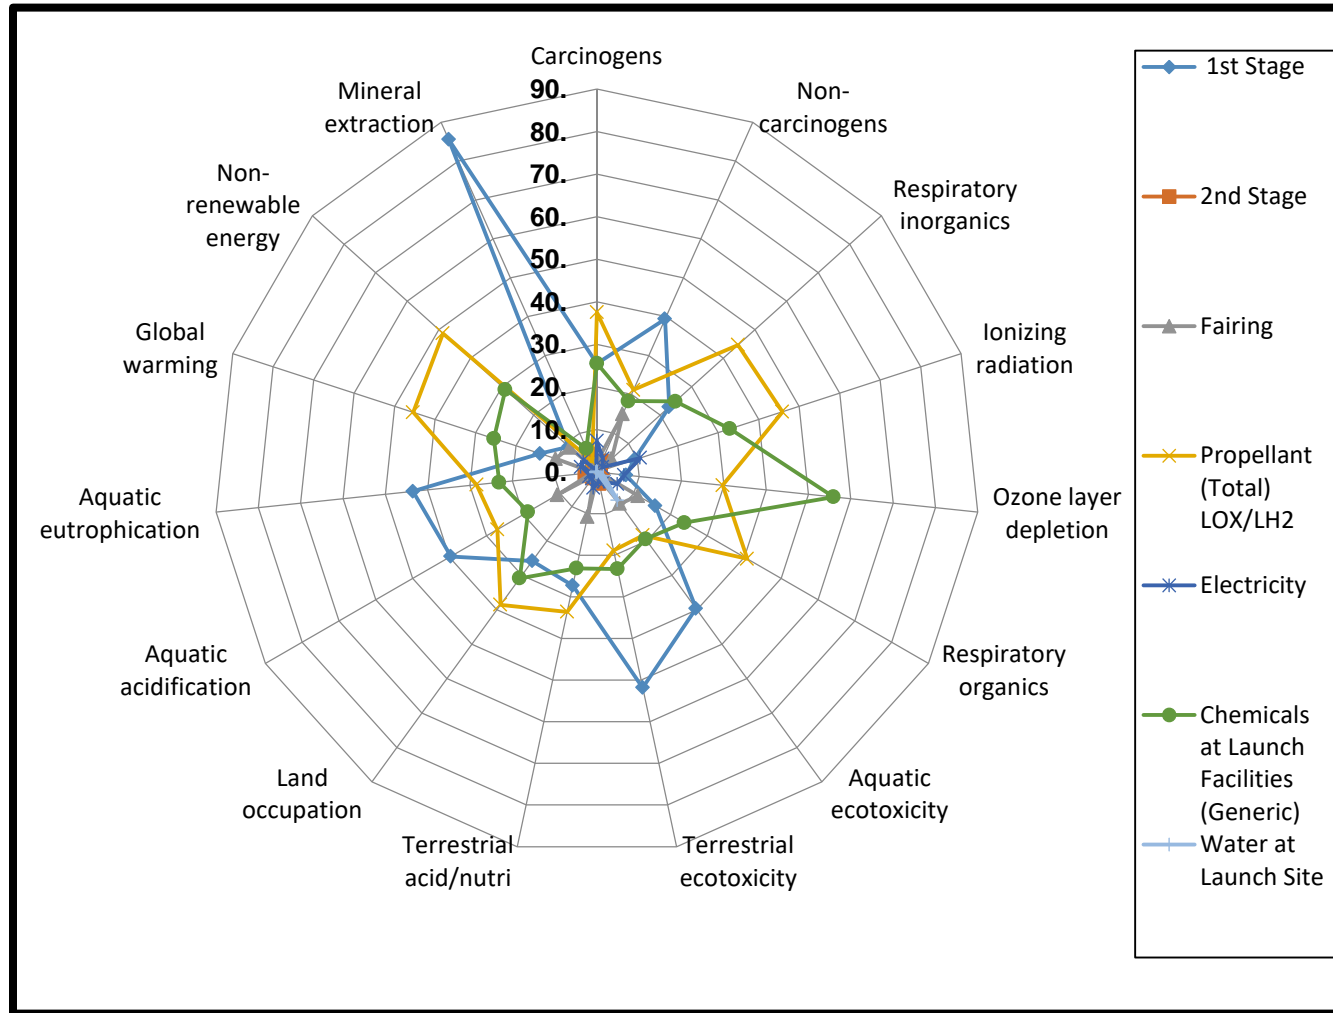 Carcinogens
Non-
carcinogens
Respiratory
inorganics
Ionizing
radiation
Ozone layer
depletion
Respiratory
organics
Aquatic
ecotoxicity
Terrestrial
ecotoxicity
Terrestrial
acid/nutri
Land
occupation
Aquatic
acidification
Aquatic
eutrophication
Global
warming
Non-
renewable
energy
Mineral
extraction
90.
80.
70.
60.
50.
40.
30.
20.
10.
0.
1st Stage
2nd Stage
Fairing
Propellant
(Total)
LOX/LH2
Electricity
Chemicals
at Launch
Facilities
(Generic)
Water at
Launch Site